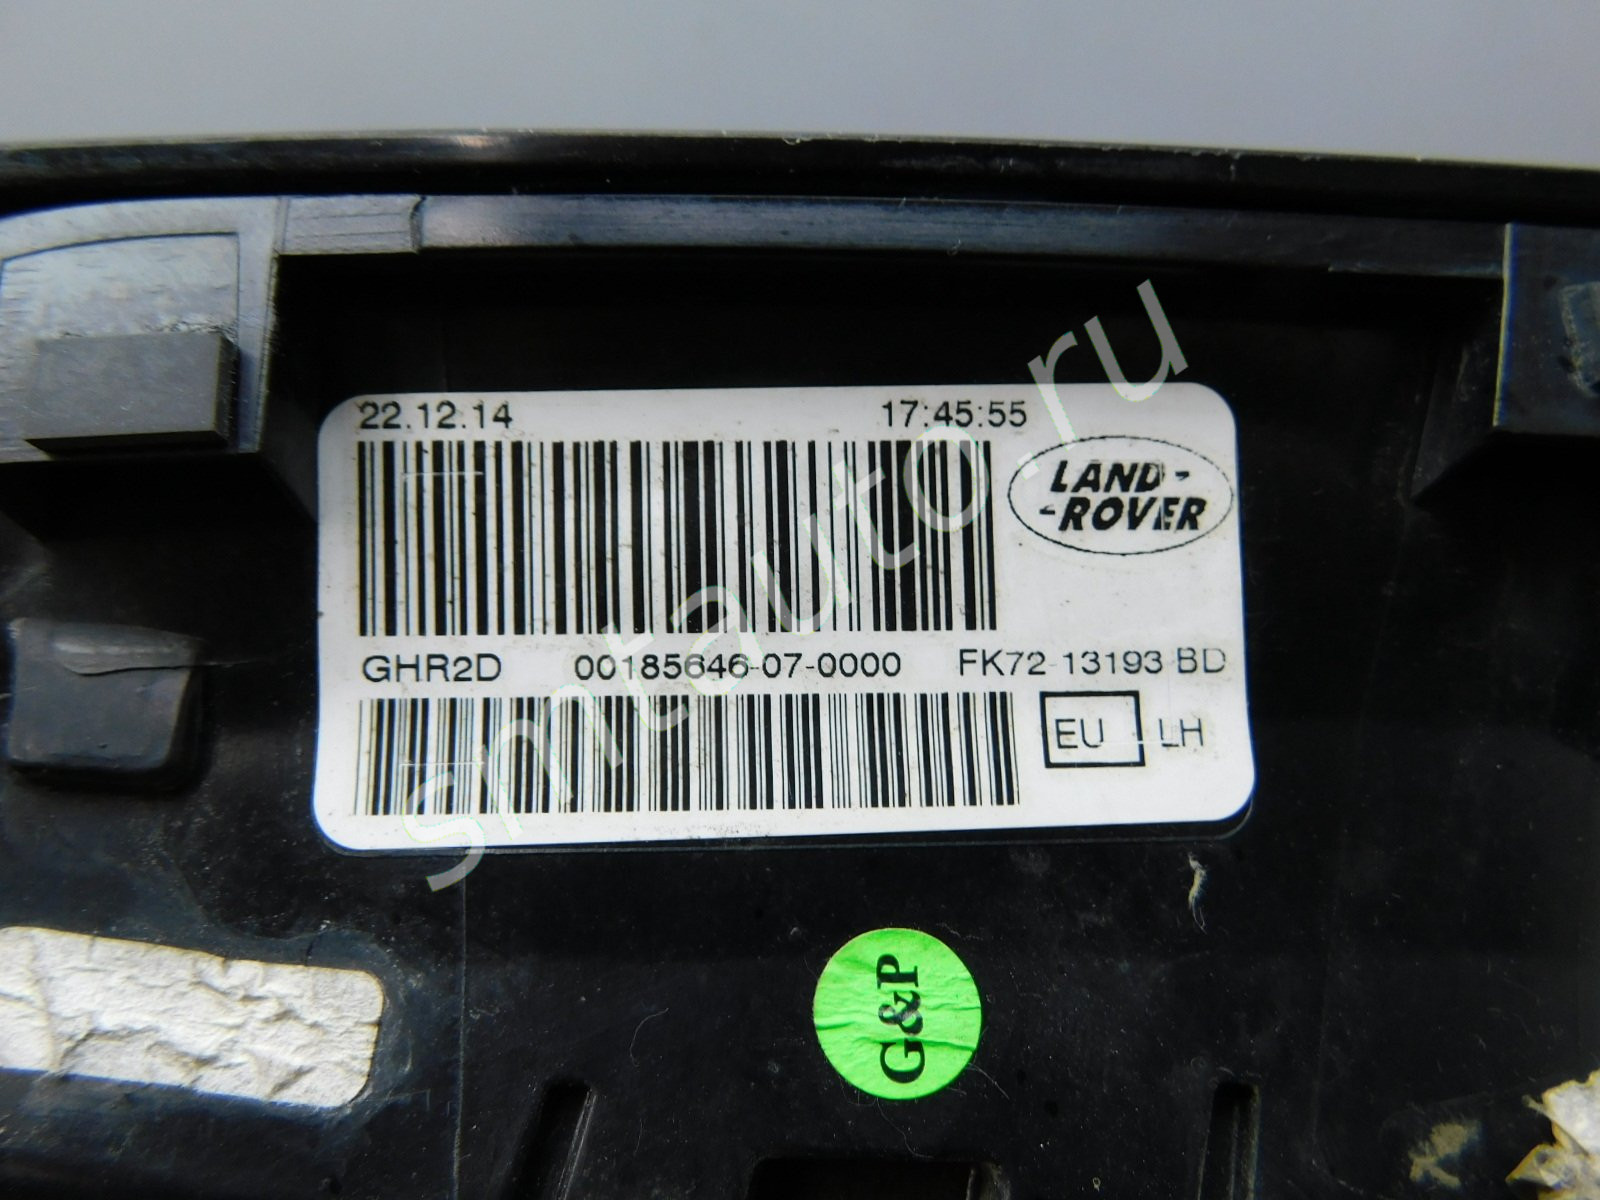 22.12.14 17:45:55
LAND-
-ROVER
GHR2D 00185646-07-0000 FK72-13193 BD
EU LH
G&P
smtauto.ru